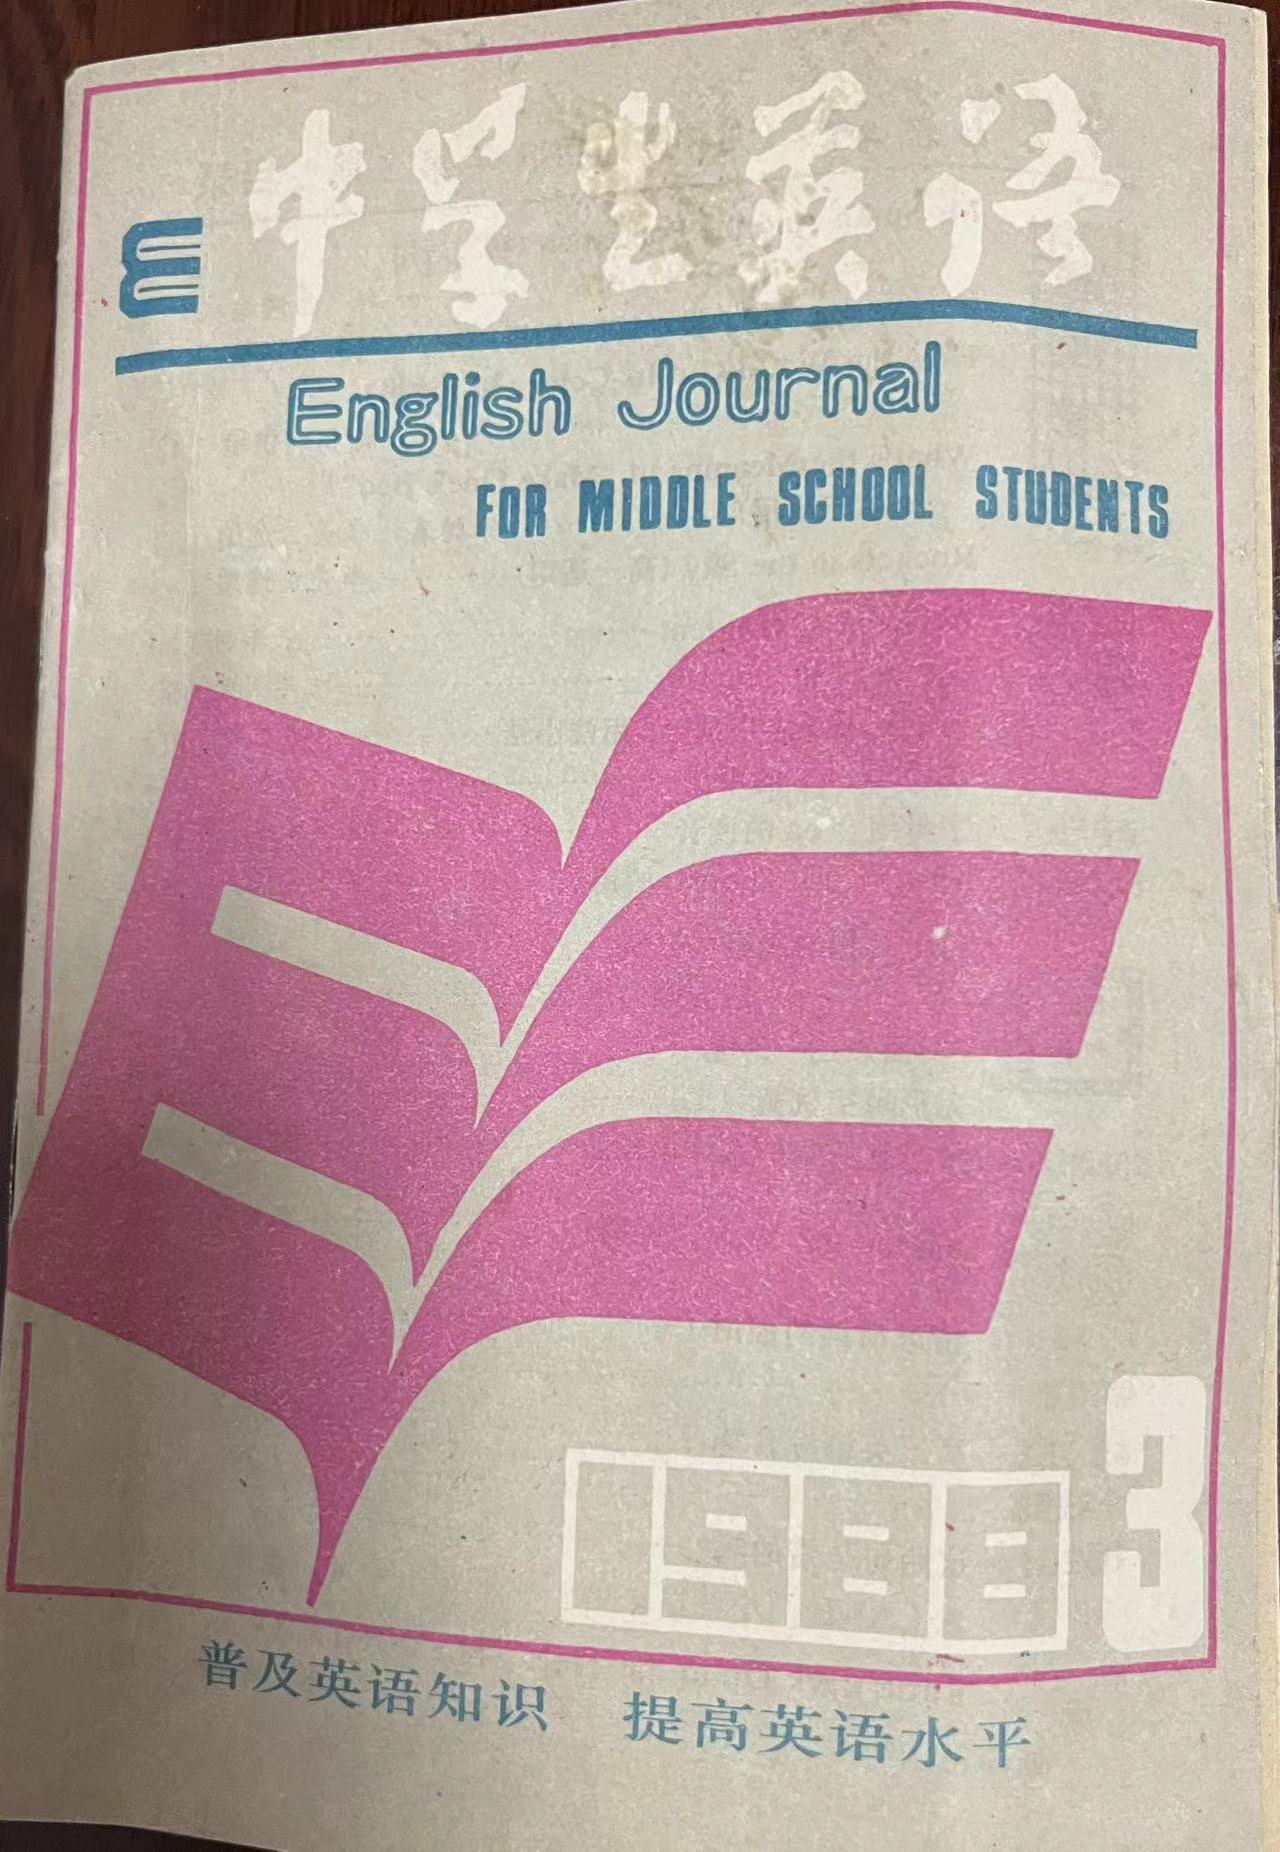 中学生英语
English Journal
FOR MIDDLE SCHOOL STUDENTS
1988 3
普及英语知识 提高英语水平